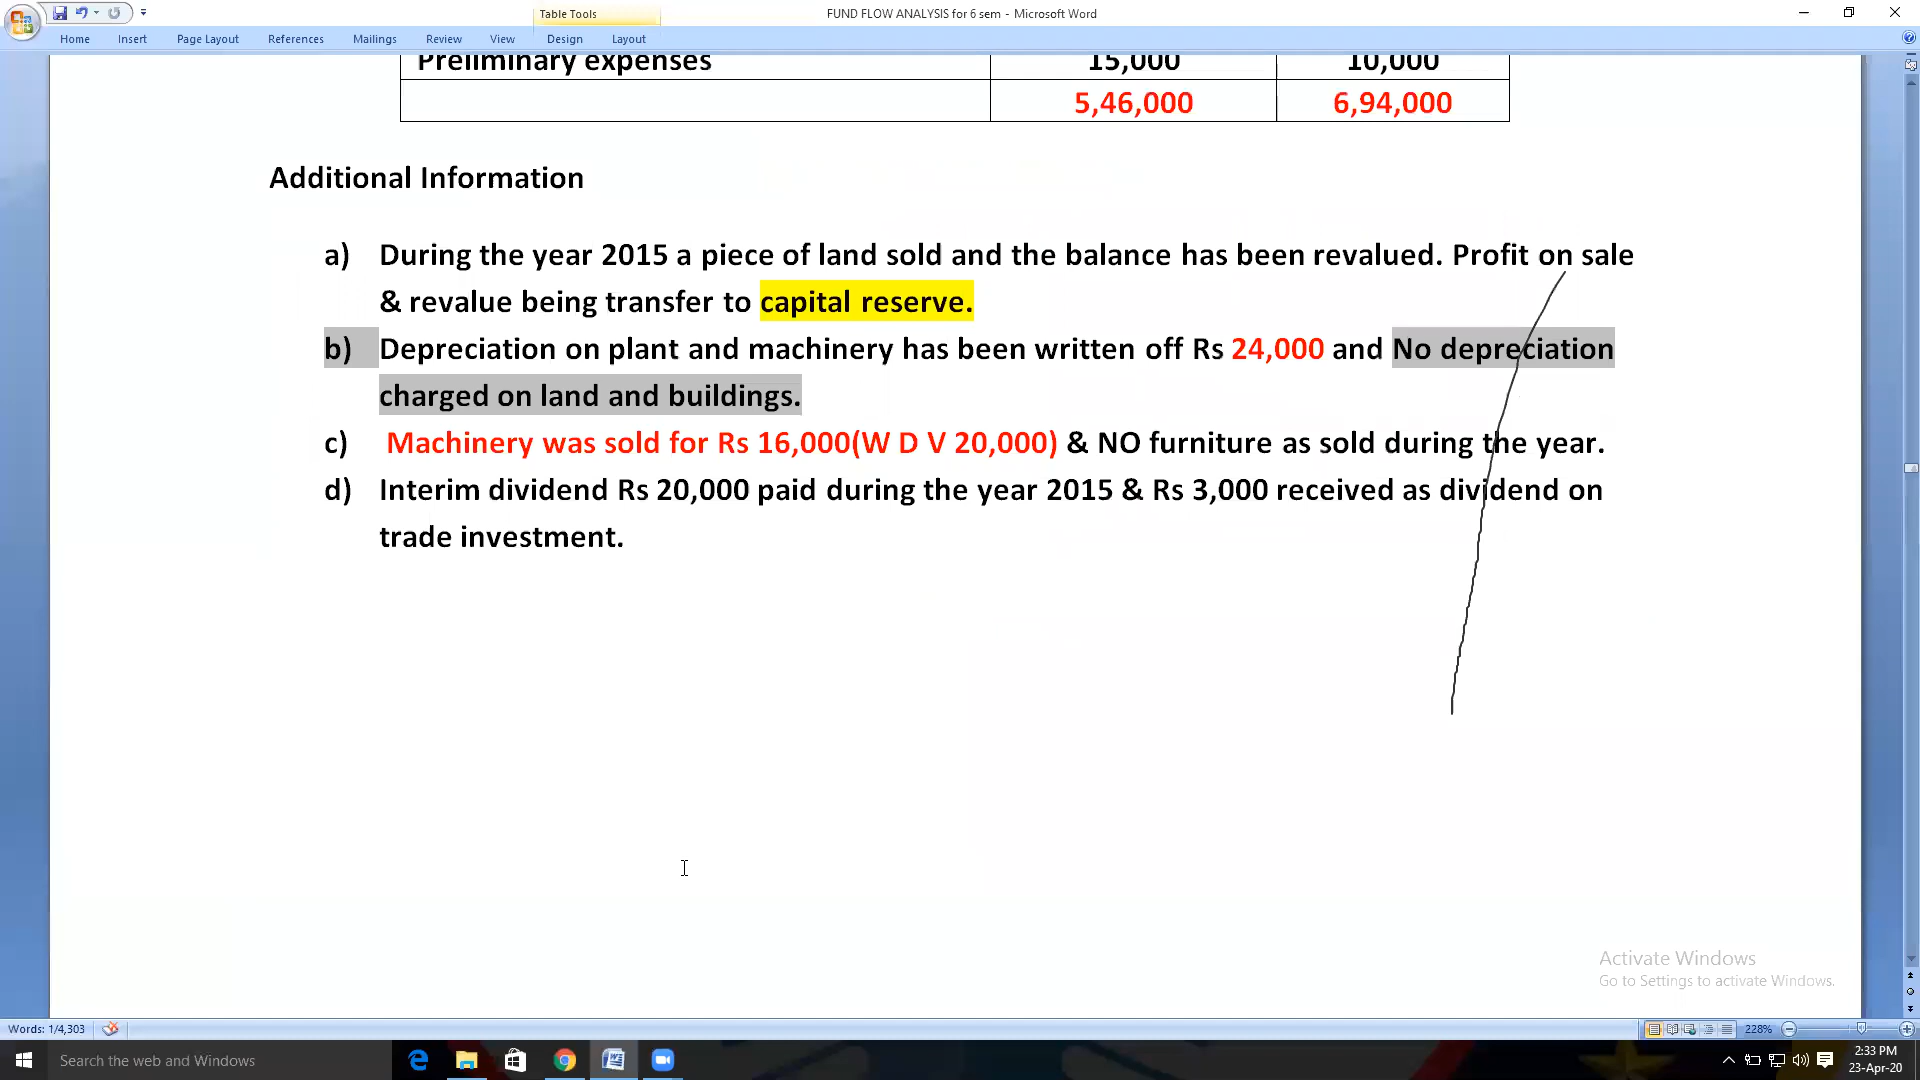 Table Tools
FUND FLOW ANALYSIS for 6 sem - Microsoft Word
Home Insert Page Layout References Mailings Review View Design Layout
Preliminary expenses 15,000 10,000
5,46,000 6,94,000
Additional Information
a) During the year 2015 a piece of land sold and the balance has been revalued. Profit on sale
& revalue being transfer to capital reserve.
b) Depreciation on plant and machinery has been written off Rs 24,000 and No depreciation
charged on land and buildings.
c) Machinery was sold for Rs 16,000(W D V 20,000) & NO furniture as sold during the year.
d) Interim dividend Rs 20,000 paid during the year 2015 & Rs 3,000 received as dividend on
trade investment.
Activate Windows
Go to Settings to activate Windows.
Words: 1/4,303 228%
Search the web and Windows
2:33 PM
23-Apr-20